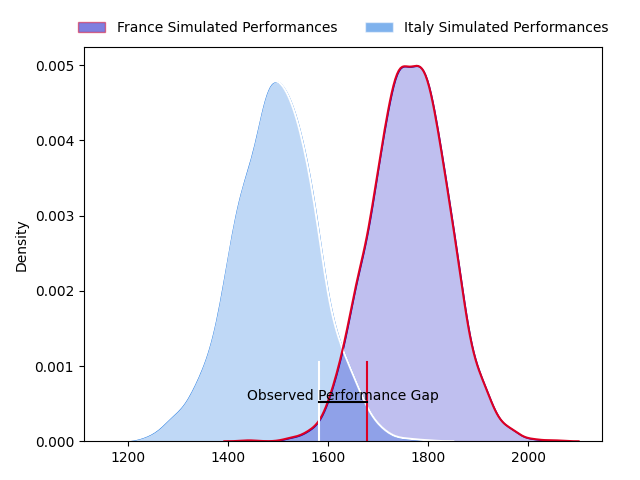 France Simulated Performances Italy Simulated Performances
0.005
0.004
0.003
0.002
0.001
0.000
Density
Observed Performance Gap
1200 1400 1600 1800 2000